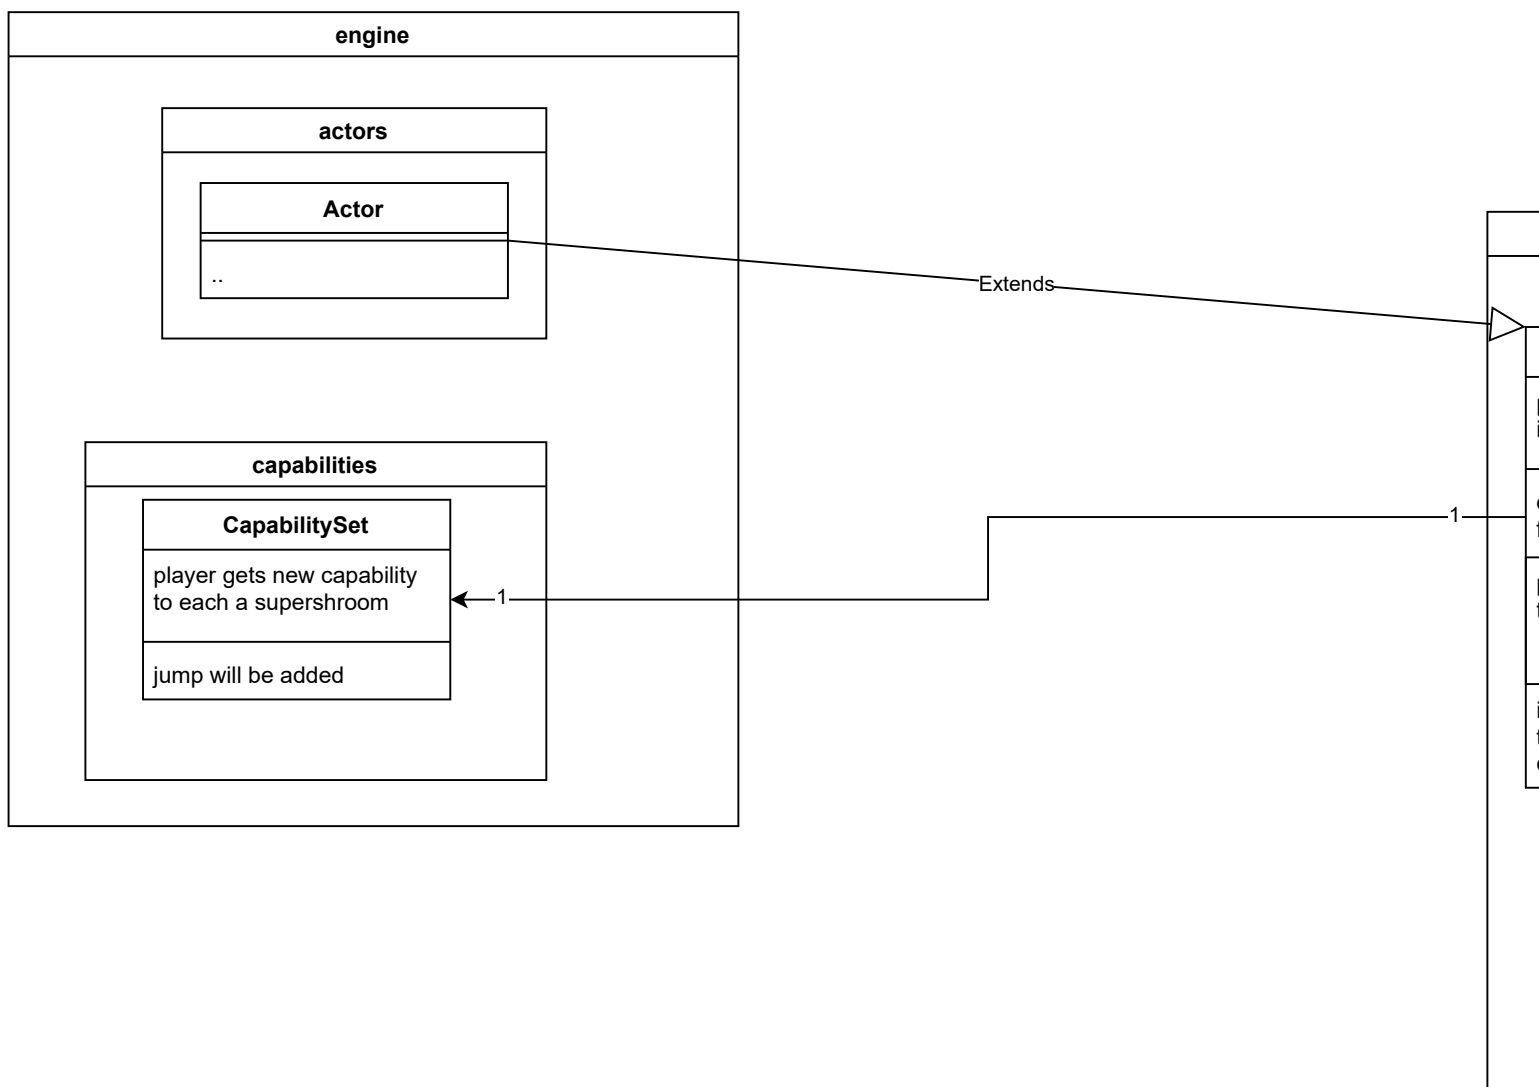 engine
actors
Actor
..
Extends
capabilities
CapabilitySet
player gets new capability
to each a supershroom
jump will be added
1
1